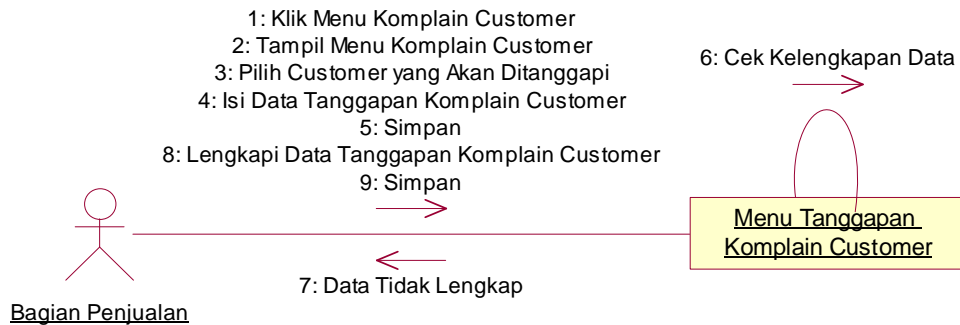 1: Klik Menu Komplain Customer
2: Tampil Menu Komplain Customer
3: Pilih Customer yang Akan Ditanggapi
4: Isi Data Tanggapan Komplain Customer
5: Simpan
8: Lengkapi Data Tanggapan Komplain Customer
9: Simpan
6: Cek Kelengkapan Data
Menu Tanggapan
Komplain Customer
7: Data Tidak Lengkap
Bagian Penjualan